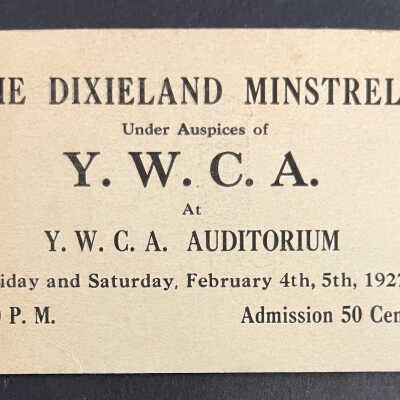 HE DIXIELAND MINSTREL
Under Auspices of
Y. W. C. A.
At
Y. W. C. A. AUDITORIUM
iday and Saturday, February 4th, 5th, 192
P. M. Admission 50 Cen